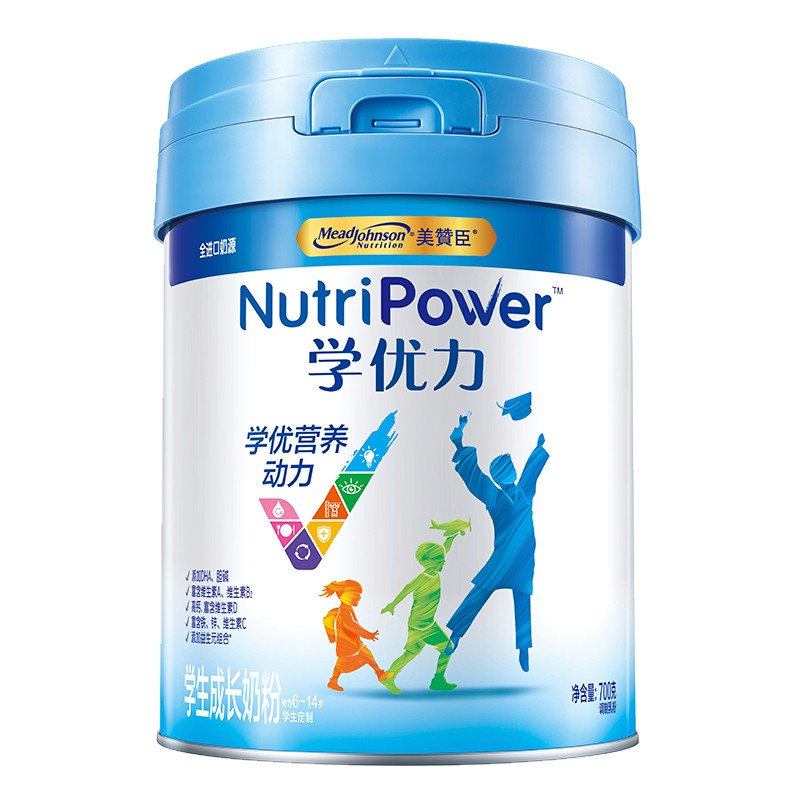 全进口奶源
MeadJohnson® 美赞臣®
Nutrition
NutriPower™
学优力
学优营养
动力
✓ 添加DHA、胆碱
✓ 富含维生素A、维生素B₂
✓ 高钙, 富含维生素D
✓ 富含铁、锌、维生素C
✓ 添加益生元组合*
学生成长奶粉 专为6-14岁
学生定制
净含量: 700克
调制乳粉